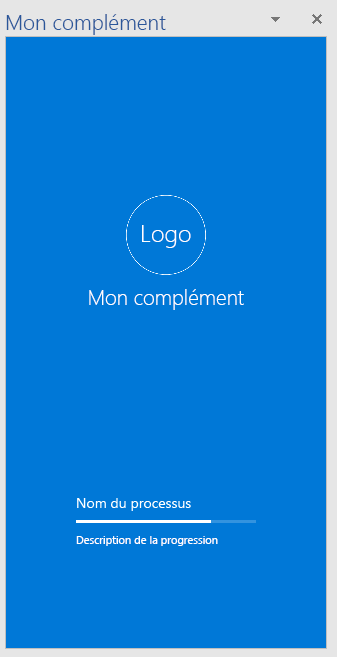 Mon complément
Logo
Mon complément
Nom du processus
Description de la progression